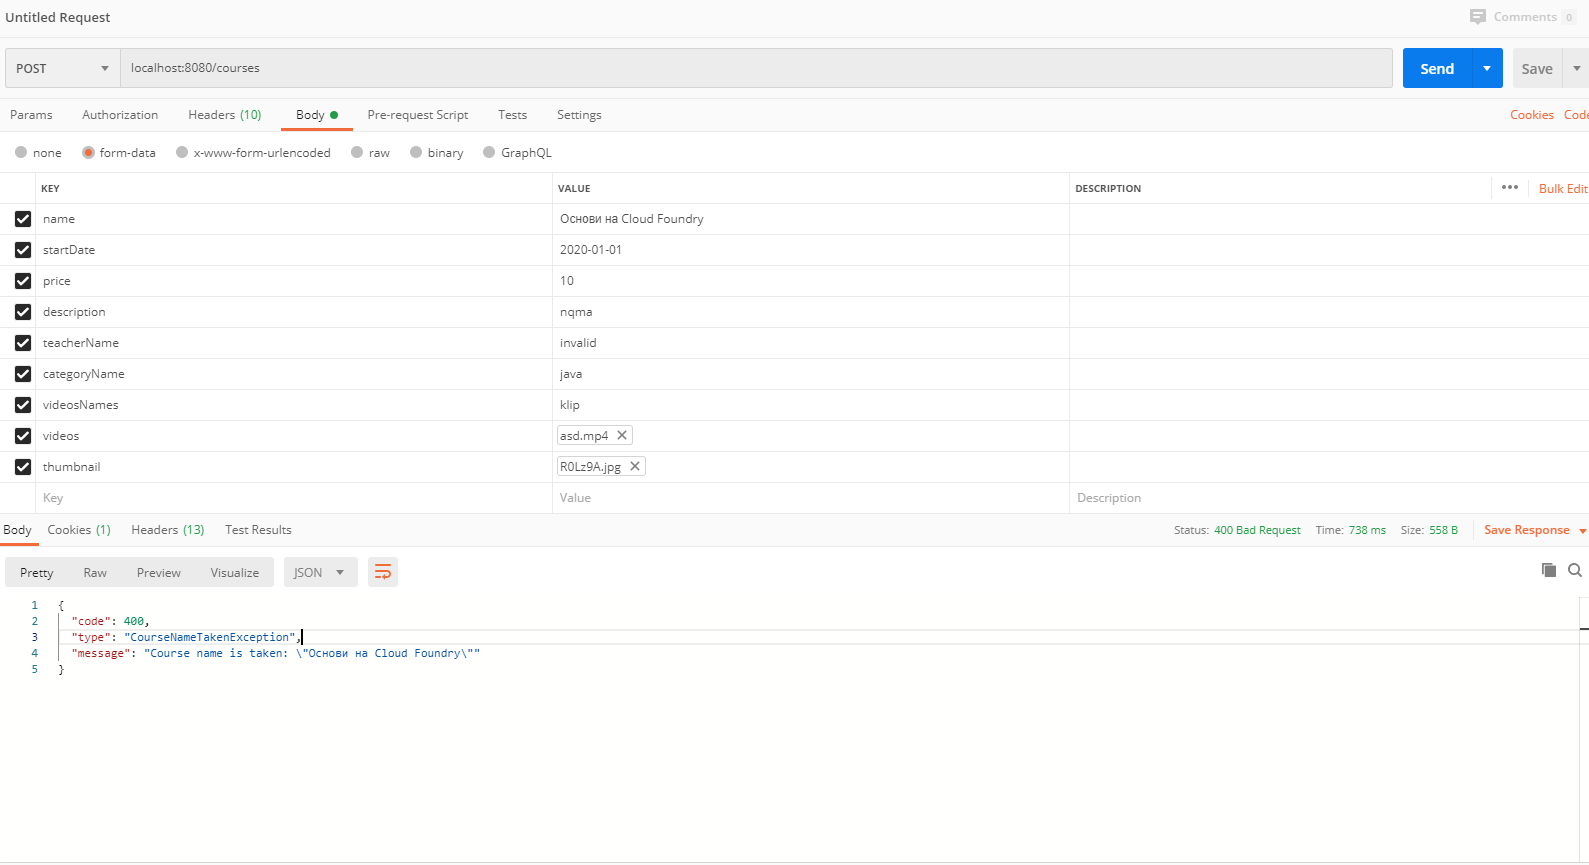 Untitled Request
Comments 0
POST localhost:8080/courses Send Save
Params Authorization Headers (10) Body Pre-request Script Tests Settings Cookies Code
none form-data x-www-form-urlencoded raw binary GraphQL
KEY VALUE DESCRIPTION ••• Bulk Edit
name Основи на Cloud Foundry
startDate 2020-01-01
price 10
description nqma
teacherName invalid
categoryName java
videosNames klip
videos asd.mp4
thumbnail R0Lz9A.jpg
Key Value Description
Body Cookies (1) Headers (13) Test Results Status: 400 Bad Request Time: 738 ms Size: 558 B Save Response
Pretty Raw Preview Visualize JSON
1 {
2 "code": 400,
3 "type": "CourseNameTakenException",
4 "message": "Course name is taken: \"Основи на Cloud Foundry\""
5 }